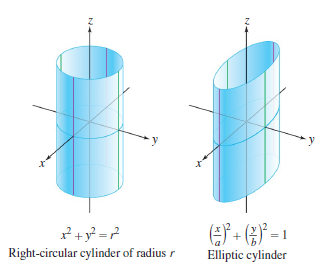 z
y
x
x² + y² = r²
Right-circular cylinder of radius r
z
y
x
(x/a)² + (y/b)² = 1
Elliptic cylinder